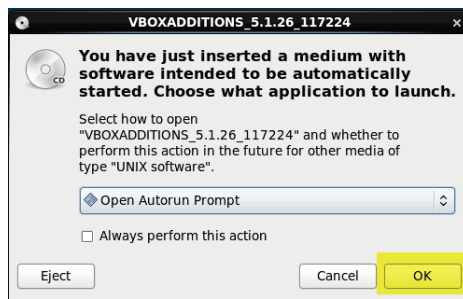 VBOXADDITIONS_5.1.26_117224
×
CD
You have just inserted a medium with
software intended to be automatically
started. Choose what application to launch.
Select how to open
"VBOXADDITIONS_5.1.26_117224" and whether to
perform this action in the future for other media of
type "UNIX software".
Open Autorun Prompt
Always perform this action
Eject
Cancel
OK